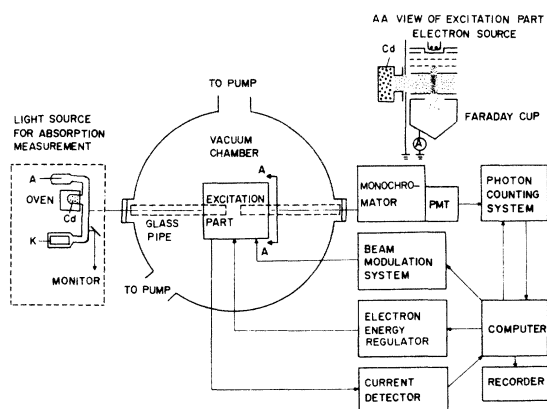 AA VIEW OF EXCITATION PART
ELECTRON SOURCE
Cd
FARADAY CUP
A
TO PUMP
LIGHT SOURCE
FOR ABSORPTION
MEASUREMENT
VACUUM
CHAMBER
A
A
OVEN
Cd
K
MONITOR
GLASS
PIPE
EXCITATION
PART
A
TO PUMP
MONOCHRO-
MATOR
PMT
PHOTON
COUNTING
SYSTEM
BEAM
MODULATION
SYSTEM
ELECTRON
ENERGY
REGULATOR
COMPUTER
CURRENT
DETECTOR
RECORDER